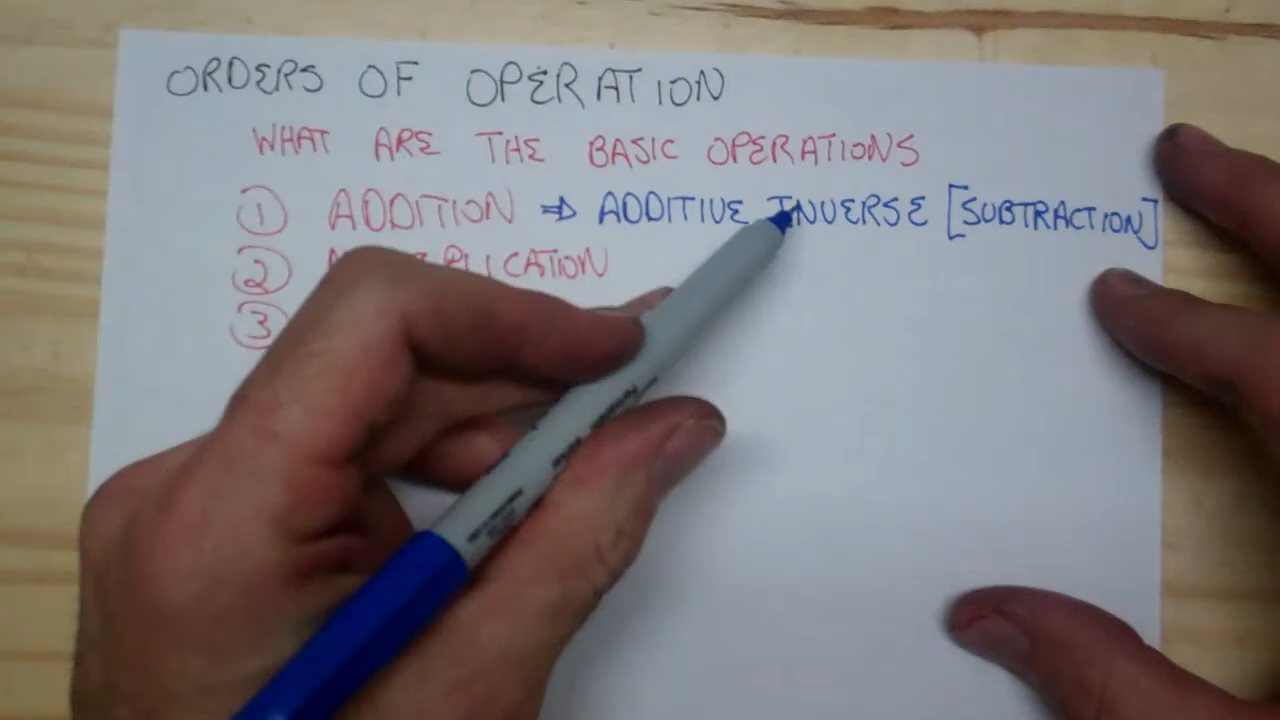 ORDERS OF OPERATION
WHAT ARE THE BASIC OPERATIONS
① ADDITION ⇒ ADDITIVE INVERSE [SUBTRACTION]
②
③